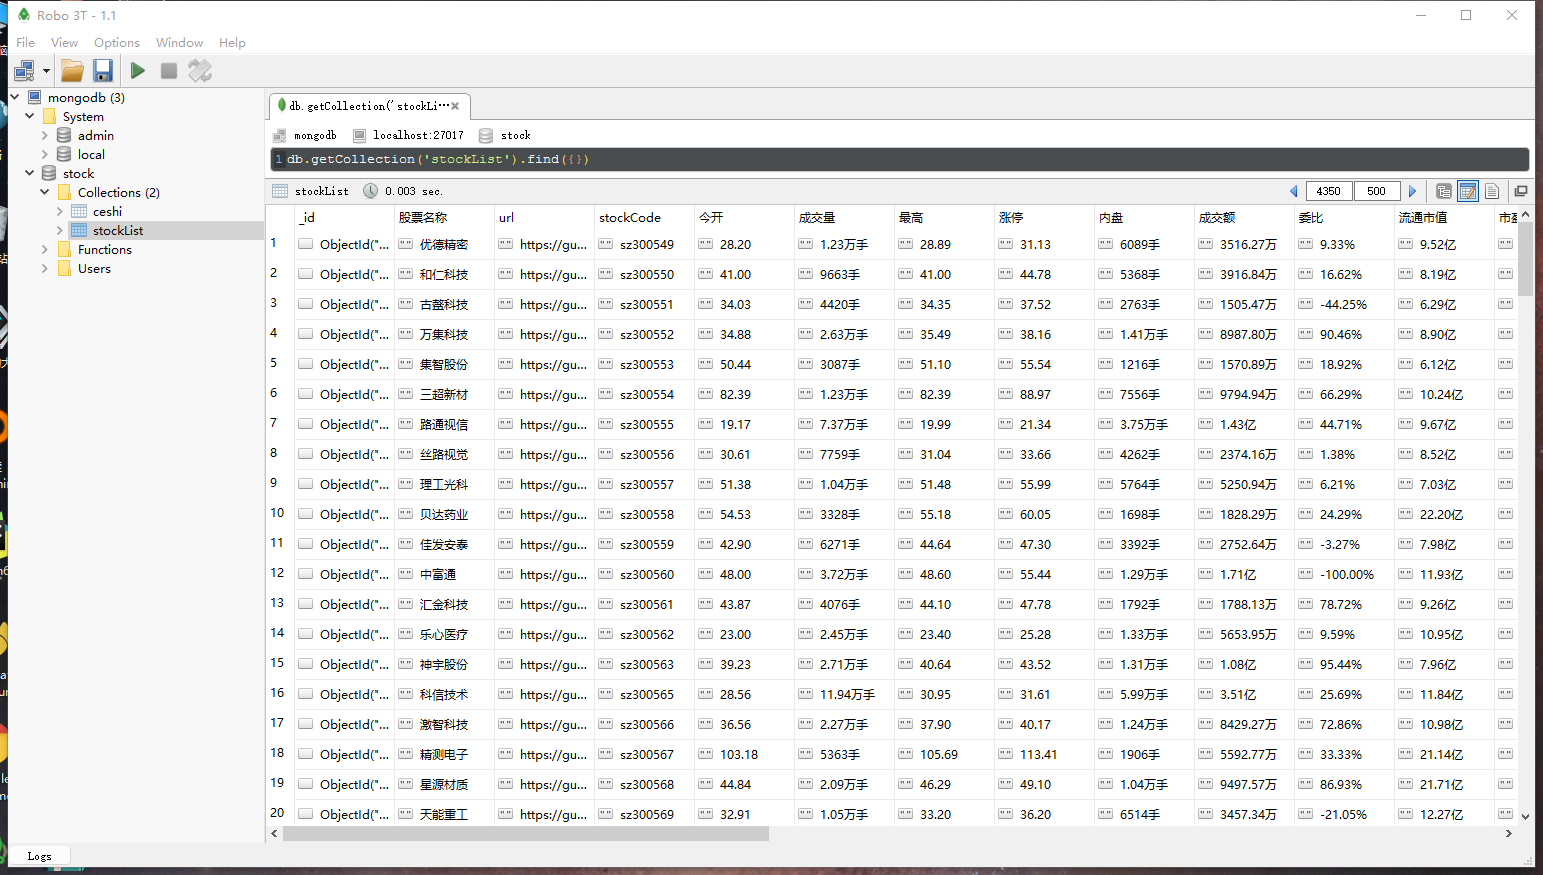 Robo 3T - 1.1
File View Options Window Help
mongodb (3)
System
admin
local
stock
Collections (2)
ceshi
stockList
Functions
Users
db.getCollection('stockLi⋯
mongodb localhost:27017 stock
1 db.getCollection('stockList').find({})
stockList 0.003 sec. 4350 500
_id 股票名称 url stockCode 今开 成交量 最高 涨停 内盘 成交额 委比 流通市值
1 ObjectId("... 优德精密 https://gu... sz300549 28.20 1.23万手 28.89 31.13 6089手 3516.27万 9.33% 9.52亿
2 ObjectId("... 和仁科技 https://gu... sz300550 41.00 9663手 41.00 44.78 5368手 3916.84万 16.62% 8.19亿
3 ObjectId("... 古鳌科技 https://gu... sz300551 34.03 4420手 34.35 37.52 2763手 1505.47万 -44.25% 6.29亿
4 ObjectId("... 万集科技 https://gu... sz300552 34.88 2.63万手 35.49 38.16 1.41万手 8987.80万 90.46% 8.90亿
5 ObjectId("... 集智股份 https://gu... sz300553 50.44 3087手 51.10 55.54 1216手 1570.89万 18.92% 6.12亿
6 ObjectId("... 三超新材 https://gu... sz300554 82.39 1.23万手 82.39 88.97 7556手 9794.94万 66.29% 10.24亿
7 ObjectId("... 路通视信 https://gu... sz300555 19.17 7.37万手 19.99 21.34 3.75万手 1.43亿 44.71% 9.67亿
8 ObjectId("... 丝路视觉 https://gu... sz300556 30.61 7759手 31.04 33.66 4262手 2374.16万 1.38% 8.52亿
9 ObjectId("... 理工光科 https://gu... sz300557 51.38 1.04万手 51.48 55.99 5764手 5250.94万 6.21% 7.03亿
10 ObjectId("... 贝达药业 https://gu... sz300558 54.53 3328手 55.18 60.05 1698手 1828.29万 24.29% 22.20亿
11 ObjectId("... 佳发安泰 https://gu... sz300559 42.90 6271手 44.64 47.30 3392手 2752.64万 -3.27% 7.98亿
12 ObjectId("... 中富通 https://gu... sz300560 48.00 3.72万手 48.60 55.44 1.29万手 1.71亿 -100.00% 11.93亿
13 ObjectId("... 汇金科技 https://gu... sz300561 43.87 4076手 44.10 47.78 1792手 1788.13万 78.72% 9.26亿
14 ObjectId("... 乐心医疗 https://gu... sz300562 23.00 2.45万手 23.40 25.28 1.33万手 5653.95万 9.59% 10.95亿
15 ObjectId("... 神宇股份 https://gu... sz300563 39.23 2.71万手 40.64 43.52 1.31万手 1.08亿 95.44% 7.96亿
16 ObjectId("... 科信技术 https://gu... sz300565 28.56 11.94万手 30.95 31.61 5.99万手 3.51亿 25.69% 11.84亿
17 ObjectId("... 激智科技 https://gu... sz300566 36.56 2.27万手 37.90 40.17 1.24万手 8429.27万 72.86% 10.98亿
18 ObjectId("... 精测电子 https://gu... sz300567 103.18 5363手 105.69 113.41 1906手 5592.77万 33.33% 21.14亿
19 ObjectId("... 星源材质 https://gu... sz300568 44.84 2.09万手 46.29 49.10 1.04万手 9497.57万 86.93% 21.71亿
20 ObjectId("... 天能重工 https://gu... sz300569 32.91 1.05万手 33.20 36.20 6514手 3457.34万 -21.05% 12.27亿
Logs